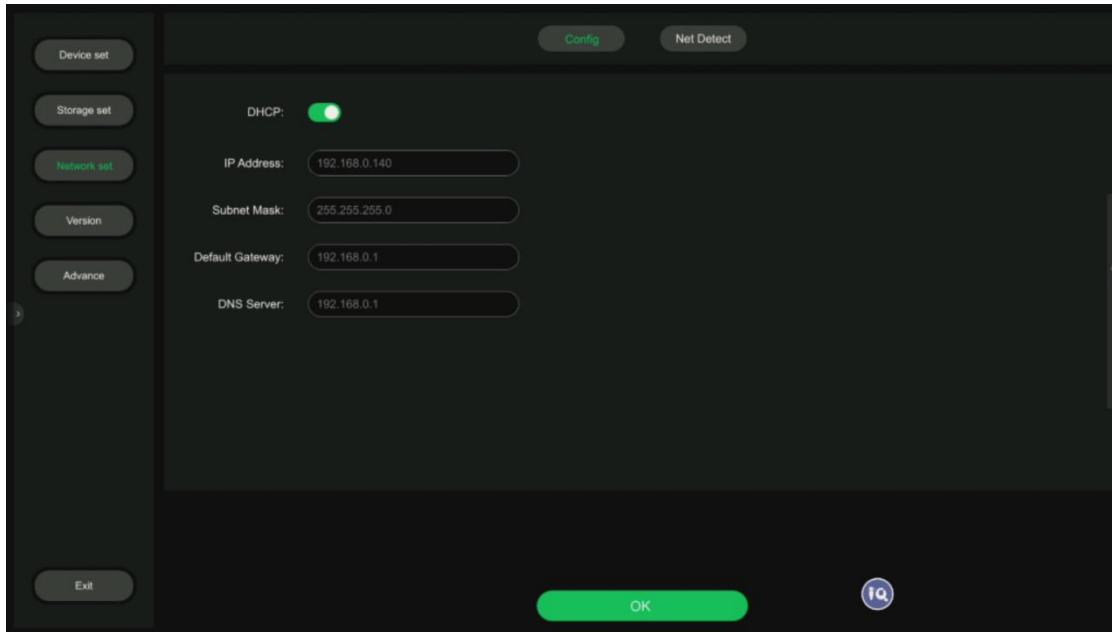 Config
Net Detect
Device set
Storage set
Network set
Version
Advance
DHCP:
IP Address: 192.168.0.140
Subnet Mask: 255.255.255.0
Default Gateway: 192.168.0.1
DNS Server: 192.168.0.1
Exit
OK
iQ